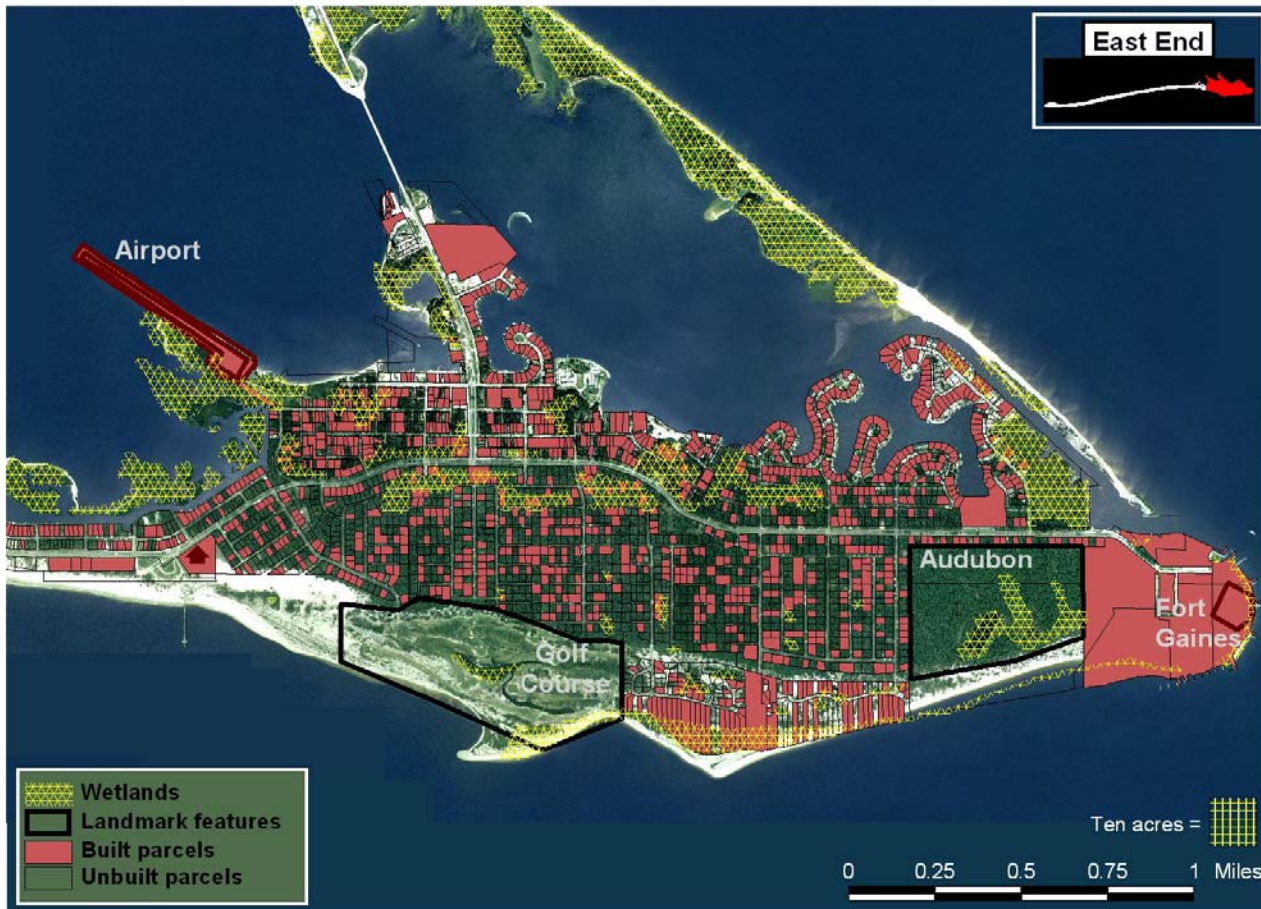 East End
Airport
Audubon
Fort
Gaines
Golf
Course
Wetlands
Landmark features
Built parcels
Unbuilt parcels
Ten acres =
0 0.25 0.5 0.75 1 Miles